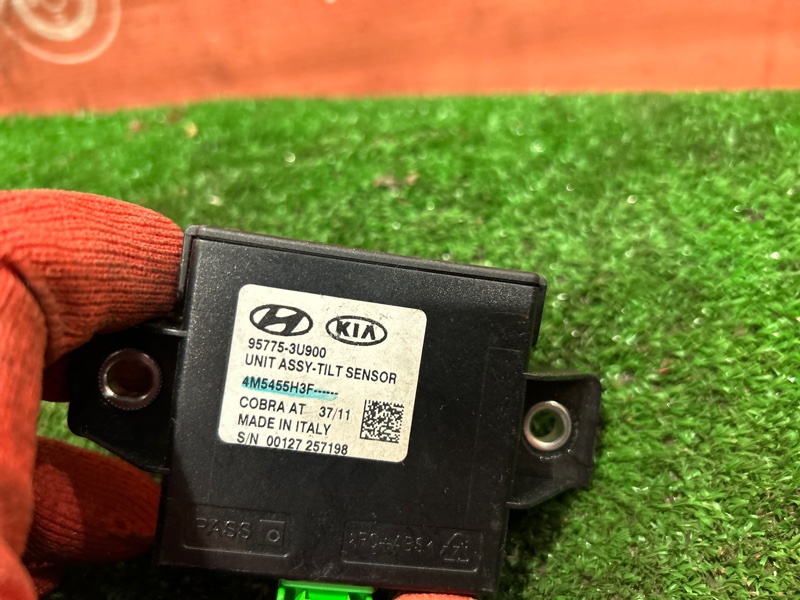 KIA
95775-3U900
UNIT ASSY-TILT SENSOR
4M5455H3F------
COBRA AT 37/11
MADE IN ITALY
S/N 00127 257198
PASS